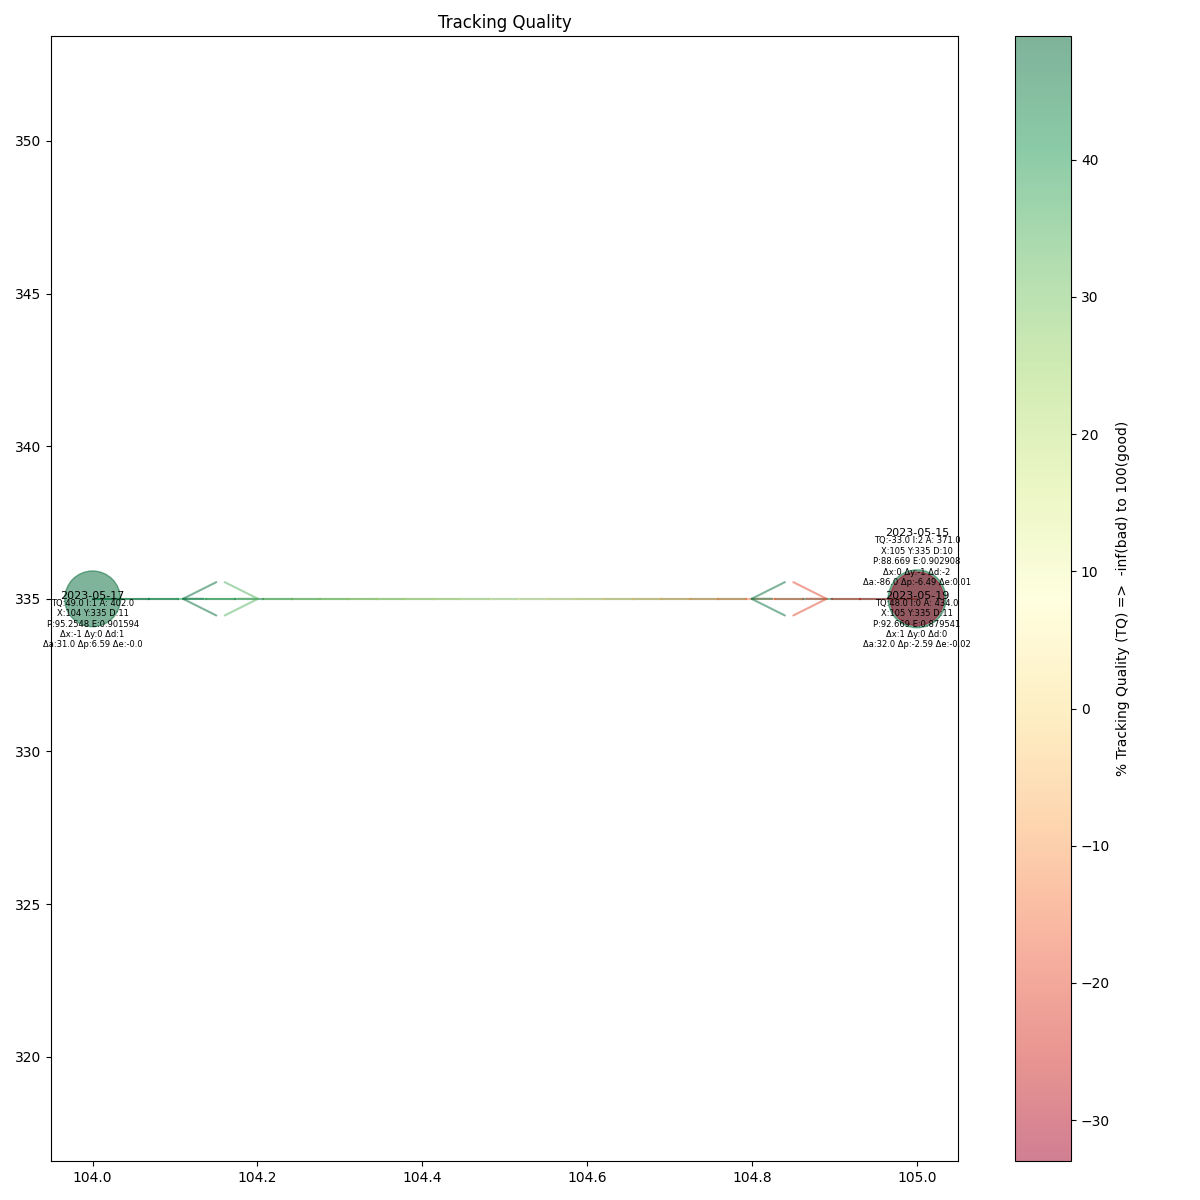 Tracking Quality
350
345
340
335
330
325
320
104.0
104.2
104.4
104.6
104.8
105.0
2023-05-17
TQ:49.0 I:1 A: 402.0
X:104 Y:335 D:11
P:95.2548 E:0.901594
Δx:-1 Δy:0 Δd:1
Δa:31.0 Δp:6.59 Δe:-0.0
2023-05-15
TQ:-33.0 I:2 A: 371.0
X:105 Y:335 D:10
P:88.669 E:0.902908
Δx:0 Δy:-1 Δd:-2
Δa:-86.0 Δp:-6.49 Δe:0.01
2023-05-19
TQ:48.0 I:0 A: 434.0
X:105 Y:335 D:11
P:92.669 E:0.879541
Δx:1 Δy:0 Δd:0
Δa:32.0 Δp:-2.59 Δe:-0.02
40
30
20
10
0
−10
−20
−30
% Tracking Quality (TQ) => -inf(bad) to 100(good)